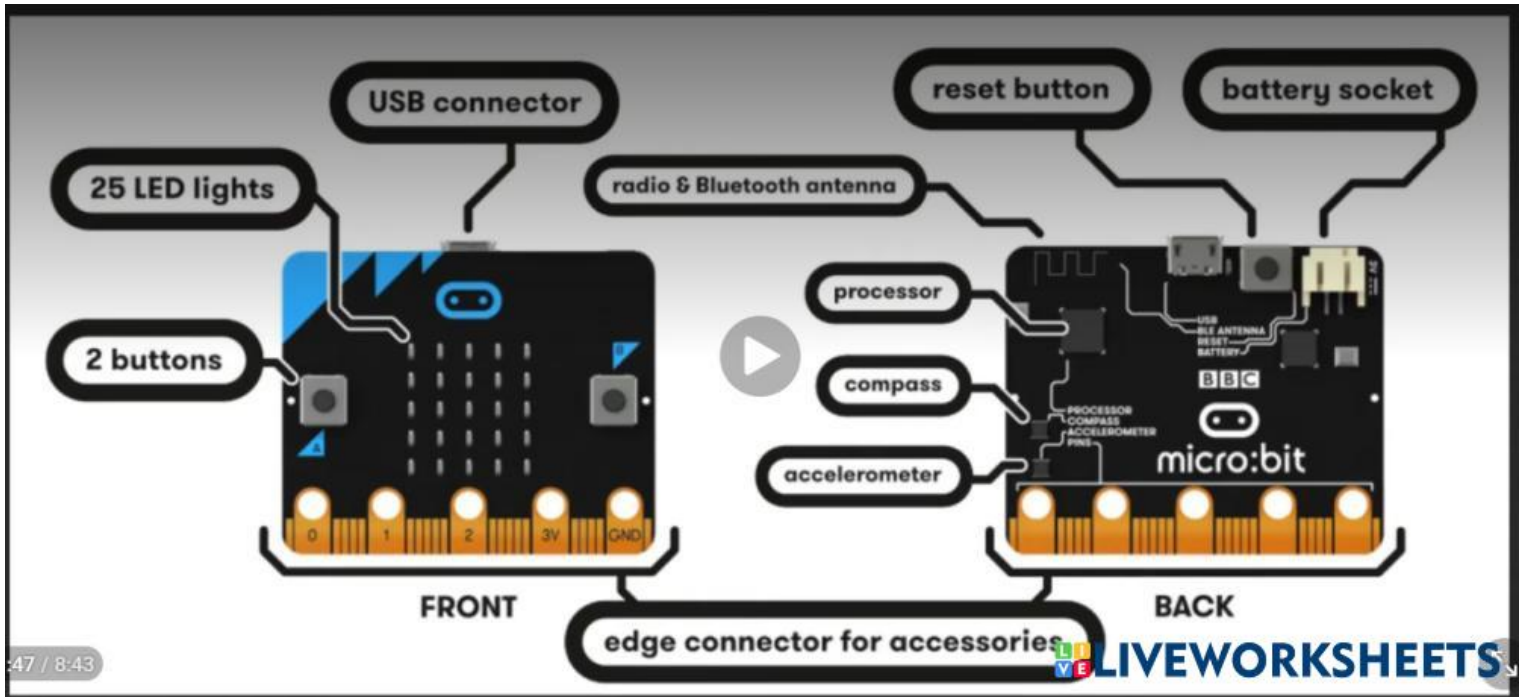 USB connector
reset button
battery socket
25 LED lights
radio & Bluetooth antenna
processor
2 buttons
compass
accelerometer
B
A
0
1
2
3V
GND
USB
BLE ANTENNA
RESET
BATTERY
3V
BBC
PROCESSOR
COMPASS
ACCELEROMETER
PINS
micro:bit
FRONT
BACK
edge connector for accessories
:47 / 8:43
LIVE LIVEWORKSHEETS